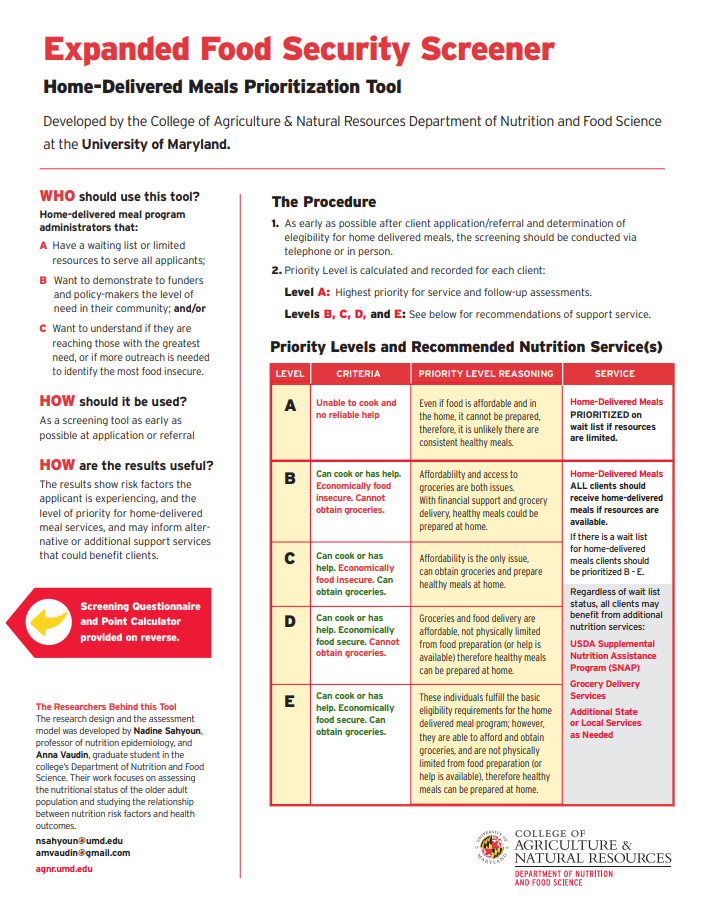 Expanded Food Security Screener
Home-Delivered Meals Prioritization Tool
Developed by the College of Agriculture & Natural Resources Department of Nutrition and Food Science
at the University of Maryland.
WHO should use this tool?
Home-delivered meal program
administrators that:
A Have a waiting list or limited
resources to serve all applicants;
B Want to demonstrate to funders
and policy-makers the level of
need in their community; and/or
C Want to understand if they are
reaching those with the greatest
need, or if more outreach is needed
to identify the most food insecure.
HOW should it be used?
As a screening tool as early as
possible at application or referral
HOW are the results useful?
The results show risk factors the
applicant is experiencing, and the
level of priority for home-delivered
meal services, and may inform alter-
native or additional support services
that could benefit clients.
Screening Questionnaire
and Point Calculator
provided on reverse.
The Researchers Behind this Tool
The research design and the assessment
model was developed by Nadine Sahyoun,
professor of nutrition epidemiology, and
Anna Vaudin, graduate student in the
college's Department of Nutrition and Food
Science. Their work focuses on assessing
the nutritional status of the older adult
population and studying the relationship
between nutrition risk factors and health
outcomes.
nsahyoun@umd.edu
amvaudin@gmail.com
agnr.umd.edu
The Procedure
1. As early as possible after client application/referral and determination of
elegibility for home delivered meals, the screening should be conducted via
telephone or in person.
2. Priority Level is calculated and recorded for each client:
Level A: Highest priority for service and follow-up assessments.
Levels B, C, D, and E: See below for recommendations of support service.
Priority Levels and Recommended Nutrition Service(s)
LEVEL CRITERIA PRIORITY LEVEL REASONING SERVICE
A
Unable to cook and
no reliable help
Even if food is affordable and in
the home, it cannot be prepared,
therefore, it is unlikely there are
consistent healthy meals.
Home-Delivered Meals
PRIORITIZED on
wait list if resources
are limited.
B
Can cook or has help.
Economically food
insecure. Cannot
obtain groceries.
Affordability and access to
groceries are both issues.
With financial support and grocery
delivery, healthy meals could be
prepared at home.
Home-Delivered Meals
ALL clients should
receive home-delivered
meals if resources are
available.
If there is a wait list
for home-delivered
meals clients should
be prioritized B - E.
C
Can cook or has
help. Economically
food insecure. Can
obtain groceries.
Affordability is the only issue,
can obtain groceries and prepare
healthy meals at home.
D
Can cook or has
help. Economically
food secure. Cannot
obtain groceries.
Groceries and food delivery are
affordable, not physically limited
from food preparation (or help is
available) therefore healthy meals
can be prepared at home.
E
Can cook or has
help. Economically
food secure. Can
obtain groceries.
These individuals fulfill the basic
eligibility requirements for the home
delivered meal program; however,
they are able to afford and obtain
groceries, and are not physically
limited from food preparation (or
help is available), therefore healthy
meals can be prepared at home.
Regardless of wait list
status, all clients may
benefit from additional
nutrition services:
USDA Supplemental
Nutrition Assistance
Program (SNAP)
Grocery Delivery
Services
Additional State
or Local Services
as Needed
UNIVERSITY OF
MARYLAND
COLLEGE OF
AGRICULTURE &
NATURAL RESOURCES
DEPARTMENT OF NUTRITION
AND FOOD SCIENCE